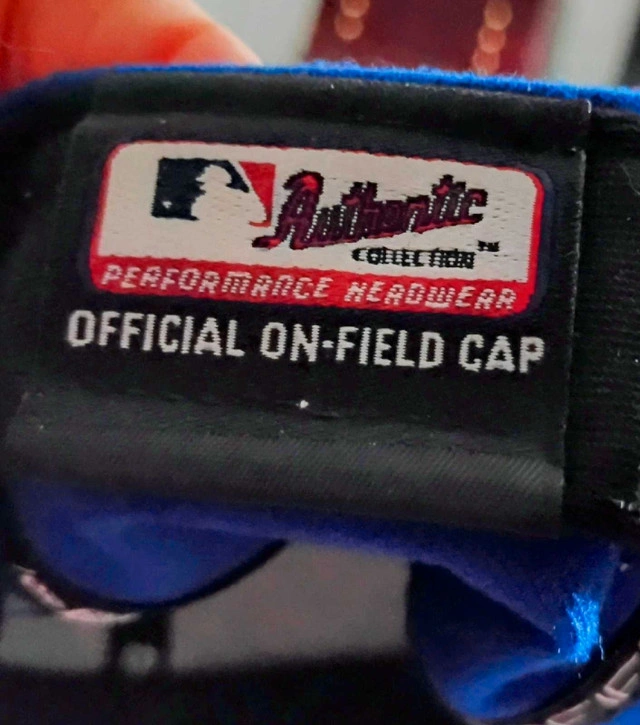 Authentic
COLLECTION™
PERFORMANCE HEADWEAR
OFFICIAL ON-FIELD CAP